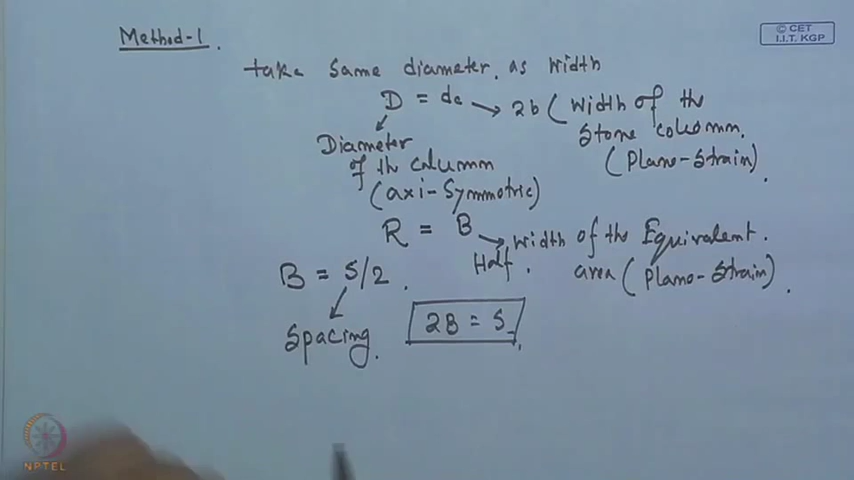 Method-1.
© CET
I.I.T. KGP
take same diameter as width
D = dc → 2b (width of the
stone column.
(Plane-Strain).
Diameter
of the column
(axi-Symmetric)
R = B → width of the Equivalent.
Half. area (Plane-Strain).
B = S/2.
Spacing.
2B = S.
NPTEL